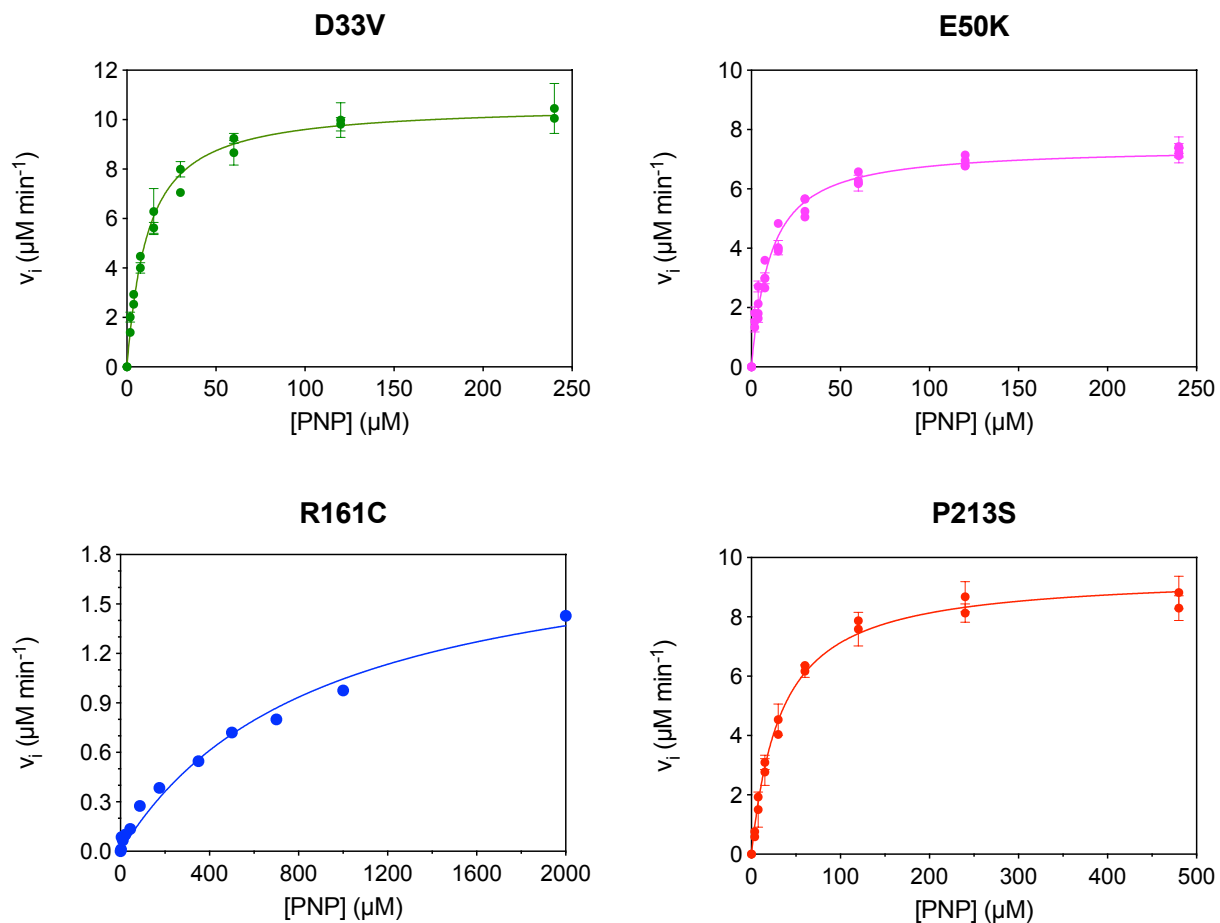 D33V
12
10
8
6
4
2
0
0 50 100 150 200 250
vi (µM min-1)
[PNP] (µM)
E50K
10
8
6
4
2
0
0 50 100 150 200 250
vi (µM min-1)
[PNP] (µM)
R161C
1.8
1.5
1.2
0.9
0.6
0.3
0.0
0 400 800 1200 1600 2000
vi (µM min-1)
[PNP] (µM)
P213S
10
8
6
4
2
0
0 100 200 300 400 500
vi (µM min-1)
[PNP] (µM)